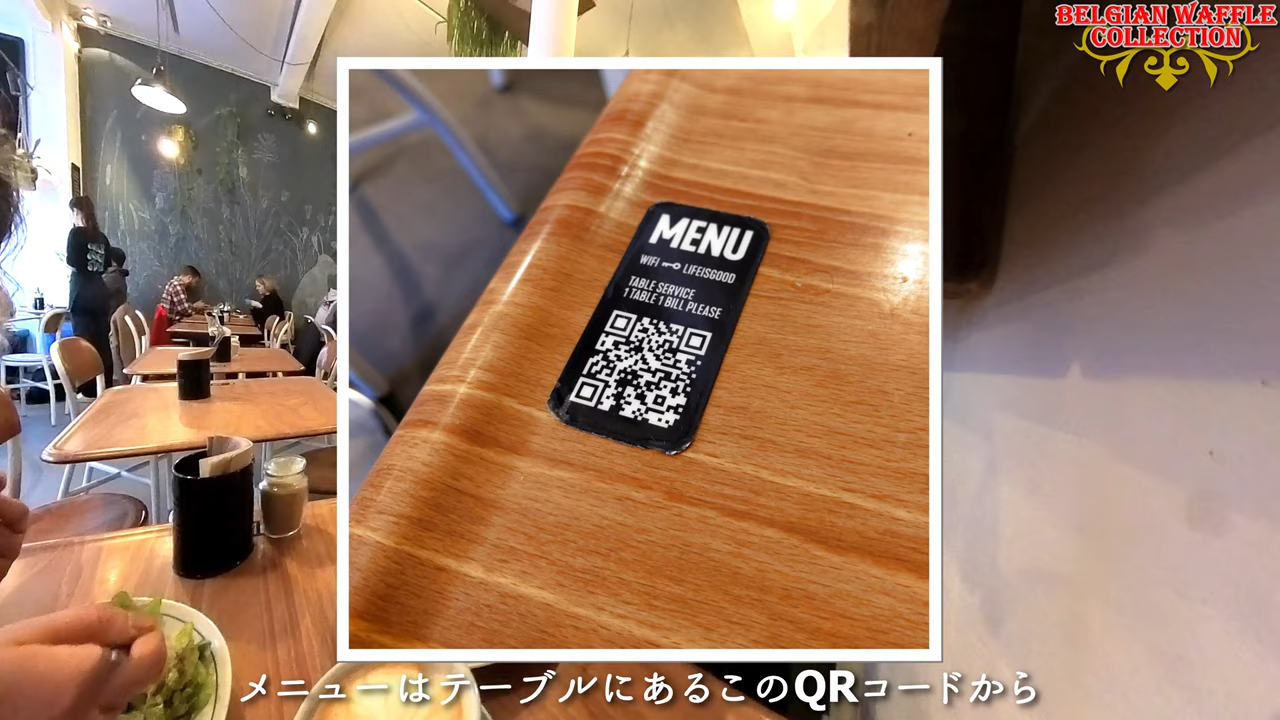 BELGIAN WAFFLE
COLLECTION
MENU
WIFI LIFEISGOOD
TABLE SERVICE
1 TABLE 1 BILL PLEASE
メニューはテーブルにあるこのQRコードから